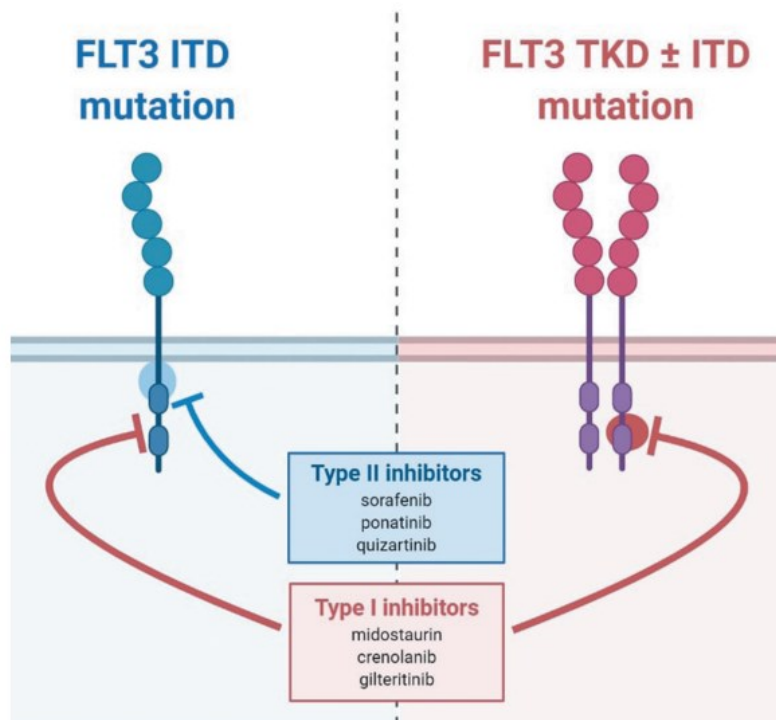 FLT3 ITD
mutation
FLT3 TKD ± ITD
mutation
Type II inhibitors
sorafenib
ponatinib
quizartinib
Type I inhibitors
midostaurin
crenolanib
gilteritinib